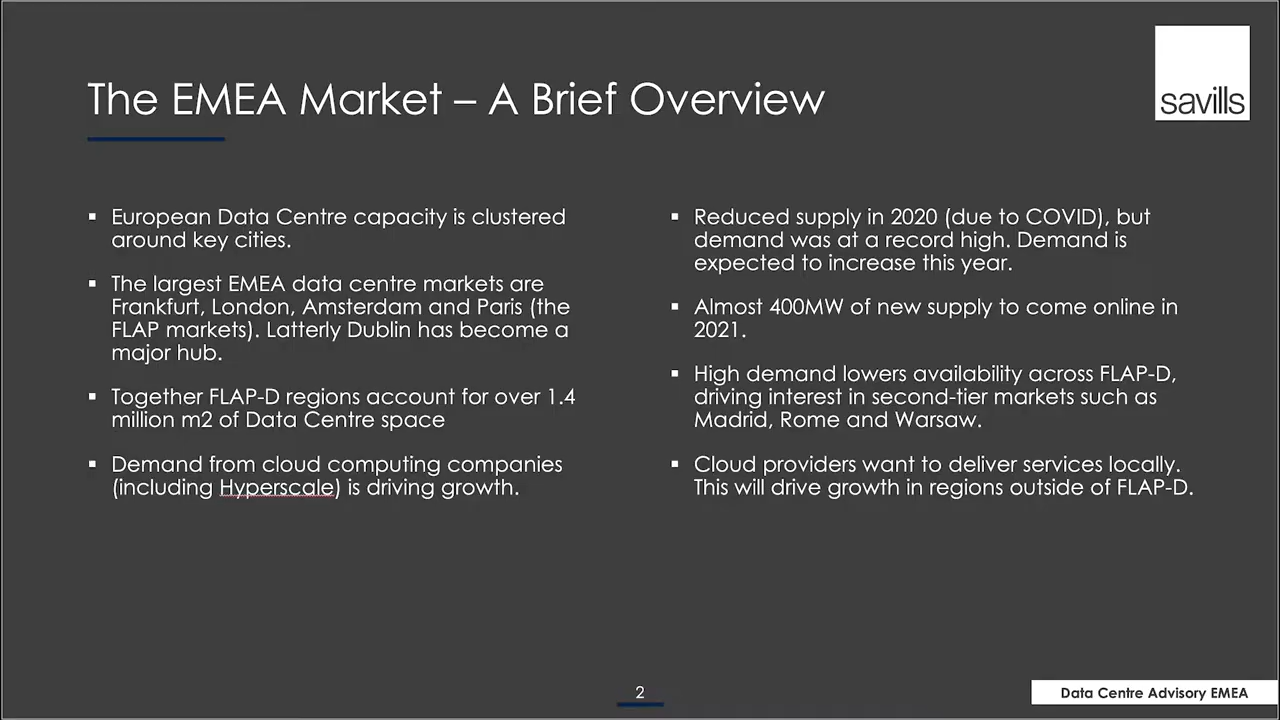 savills
The EMEA Market – A Brief Overview
▪ European Data Centre capacity is clustered
around key cities.
▪ The largest EMEA data centre markets are
Frankfurt, London, Amsterdam and Paris (the
FLAP markets). Latterly Dublin has become a
major hub.
▪ Together FLAP-D regions account for over 1.4
million m2 of Data Centre space
▪ Demand from cloud computing companies
(including Hyperscale) is driving growth.
▪ Reduced supply in 2020 (due to COVID), but
demand was at a record high. Demand is
expected to increase this year.
▪ Almost 400MW of new supply to come online in
2021.
▪ High demand lowers availability across FLAP-D,
driving interest in second-tier markets such as
Madrid, Rome and Warsaw.
▪ Cloud providers want to deliver services locally.
This will drive growth in regions outside of FLAP-D.
2
Data Centre Advisory EMEA